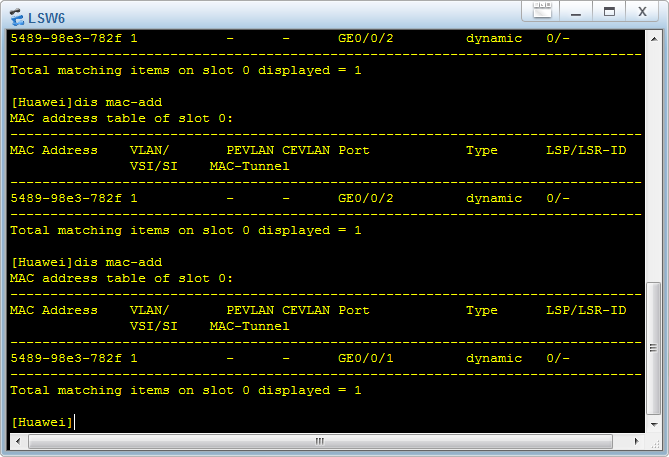 LSW6
5489-98e3-782f 1           -      -      GE0/0/2         dynamic   0/-
-------------------------------------------------------------------------------
Total matching items on slot 0 displayed = 1
[Huawei]dis mac-add
MAC address table of slot 0:
-------------------------------------------------------------------------------
MAC Address    VLAN/       PEVLAN CEVLAN Port            Type      LSP/LSR-ID
               VSI/SI    MAC-Tunnel
-------------------------------------------------------------------------------
5489-98e3-782f 1           -      -      GE0/0/2         dynamic   0/-
-------------------------------------------------------------------------------
Total matching items on slot 0 displayed = 1
[Huawei]dis mac-add
MAC address table of slot 0:
-------------------------------------------------------------------------------
MAC Address    VLAN/       PEVLAN CEVLAN Port            Type      LSP/LSR-ID
               VSI/SI    MAC-Tunnel
-------------------------------------------------------------------------------
5489-98e3-782f 1           -      -      GE0/0/1         dynamic   0/-
-------------------------------------------------------------------------------
Total matching items on slot 0 displayed = 1
[Huawei]